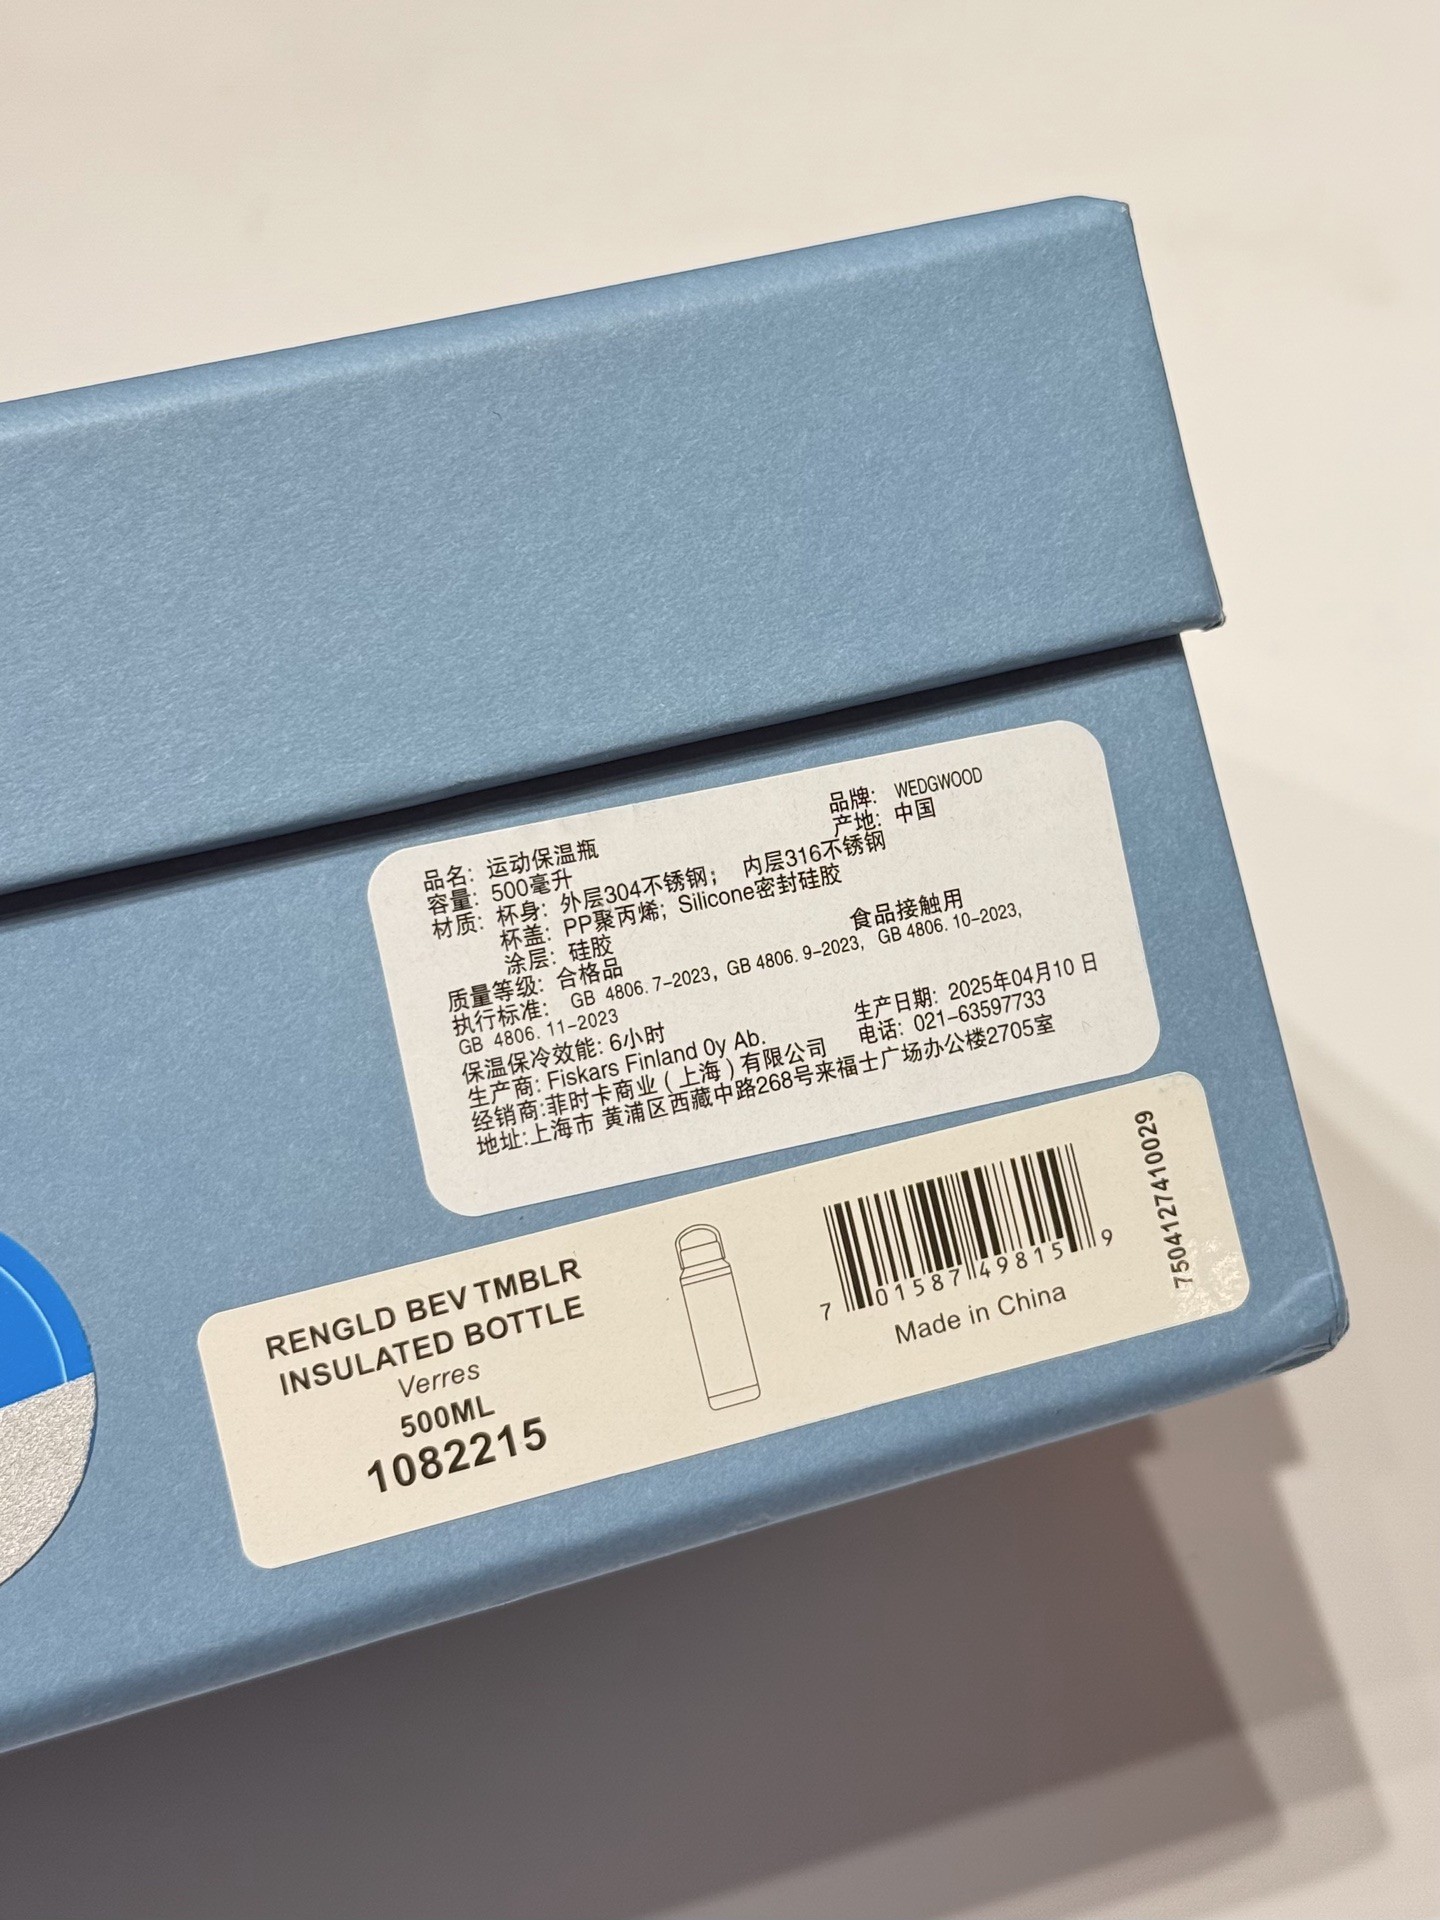 品名: 运动保温瓶 品牌: WEDGWOOD
容量: 500毫升 产地: 中国
材质: 杯身: 外层304不锈钢; 内层316不锈钢
杯盖: PP聚丙烯; Silicone密封硅胶
涂层: 硅胶
质量等级: 合格品 食品接触用
执行标准: GB 4806.7-2023, GB 4806.9-2023, GB 4806.10-2023,
GB 4806.11-2023
保温保冷效能: 6小时 生产日期: 2025年04月10日
生产商: Fiskars Finland Oy Ab. 电话: 021-63597733
经销商:菲时卡商业（上海）有限公司
地址:上海市 黄浦区西藏中路268号来福士广场办公楼2705室
RENGLD BEV TMBLR
INSULATED BOTTLE
Verres
500ML
1082215
7 01587 49815 9
Made in China
7504127410029